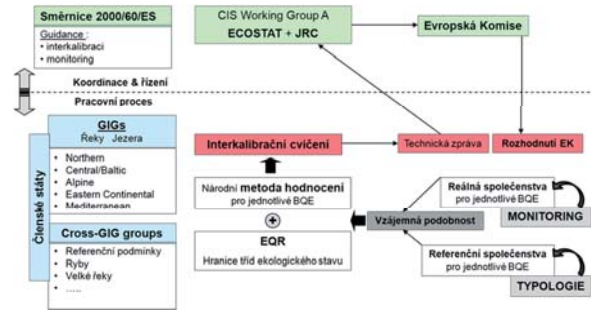 Směrnice 2000/60/ES
Guidance :
• interkalibraci
• monitoring
CIS Working Group A
ECOSTAT + JRC
Evropská Komise
Koordinace & řízení
Pracovní proces
Členské státy
GIGs
Řeky Jezera
• Northern
• Central/Baltic
• Alpine
• Eastern Continental
• Mediterranean
Cross-GIG groups
• Referenční podmínky
• Ryby
• Velké řeky
• .....
Interkalibrační cvičení
Technická zpráva
Rozhodnutí EK
Národní metoda hodnocení
pro jednotlivé BQE
+
EQR
Hranice tříd ekologického stavu
Vzájemná podobnost
Reálná společenstva
pro jednotlivé BQE
MONITORING
Referenční společenstva
pro jednotlivé BQE
TYPOLOGIE